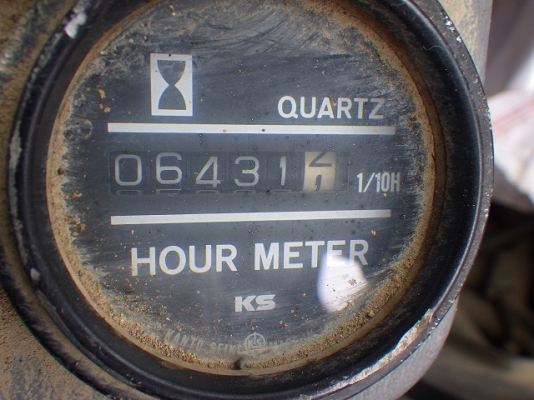 QUARTZ
06431 1/10H
HOUR METER
KS